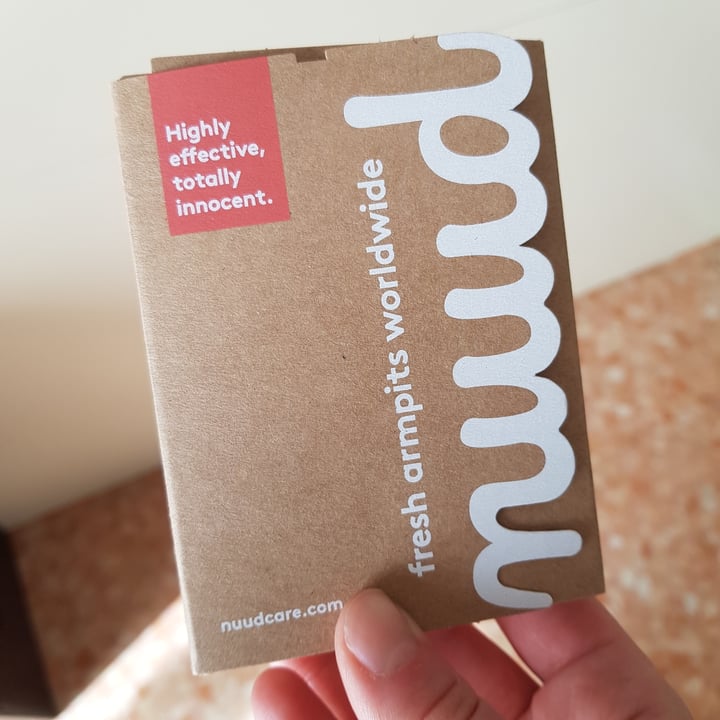 Highly
effective,
totally
innocent.
fresh armpits worldwide
nuud
nuudcare.com